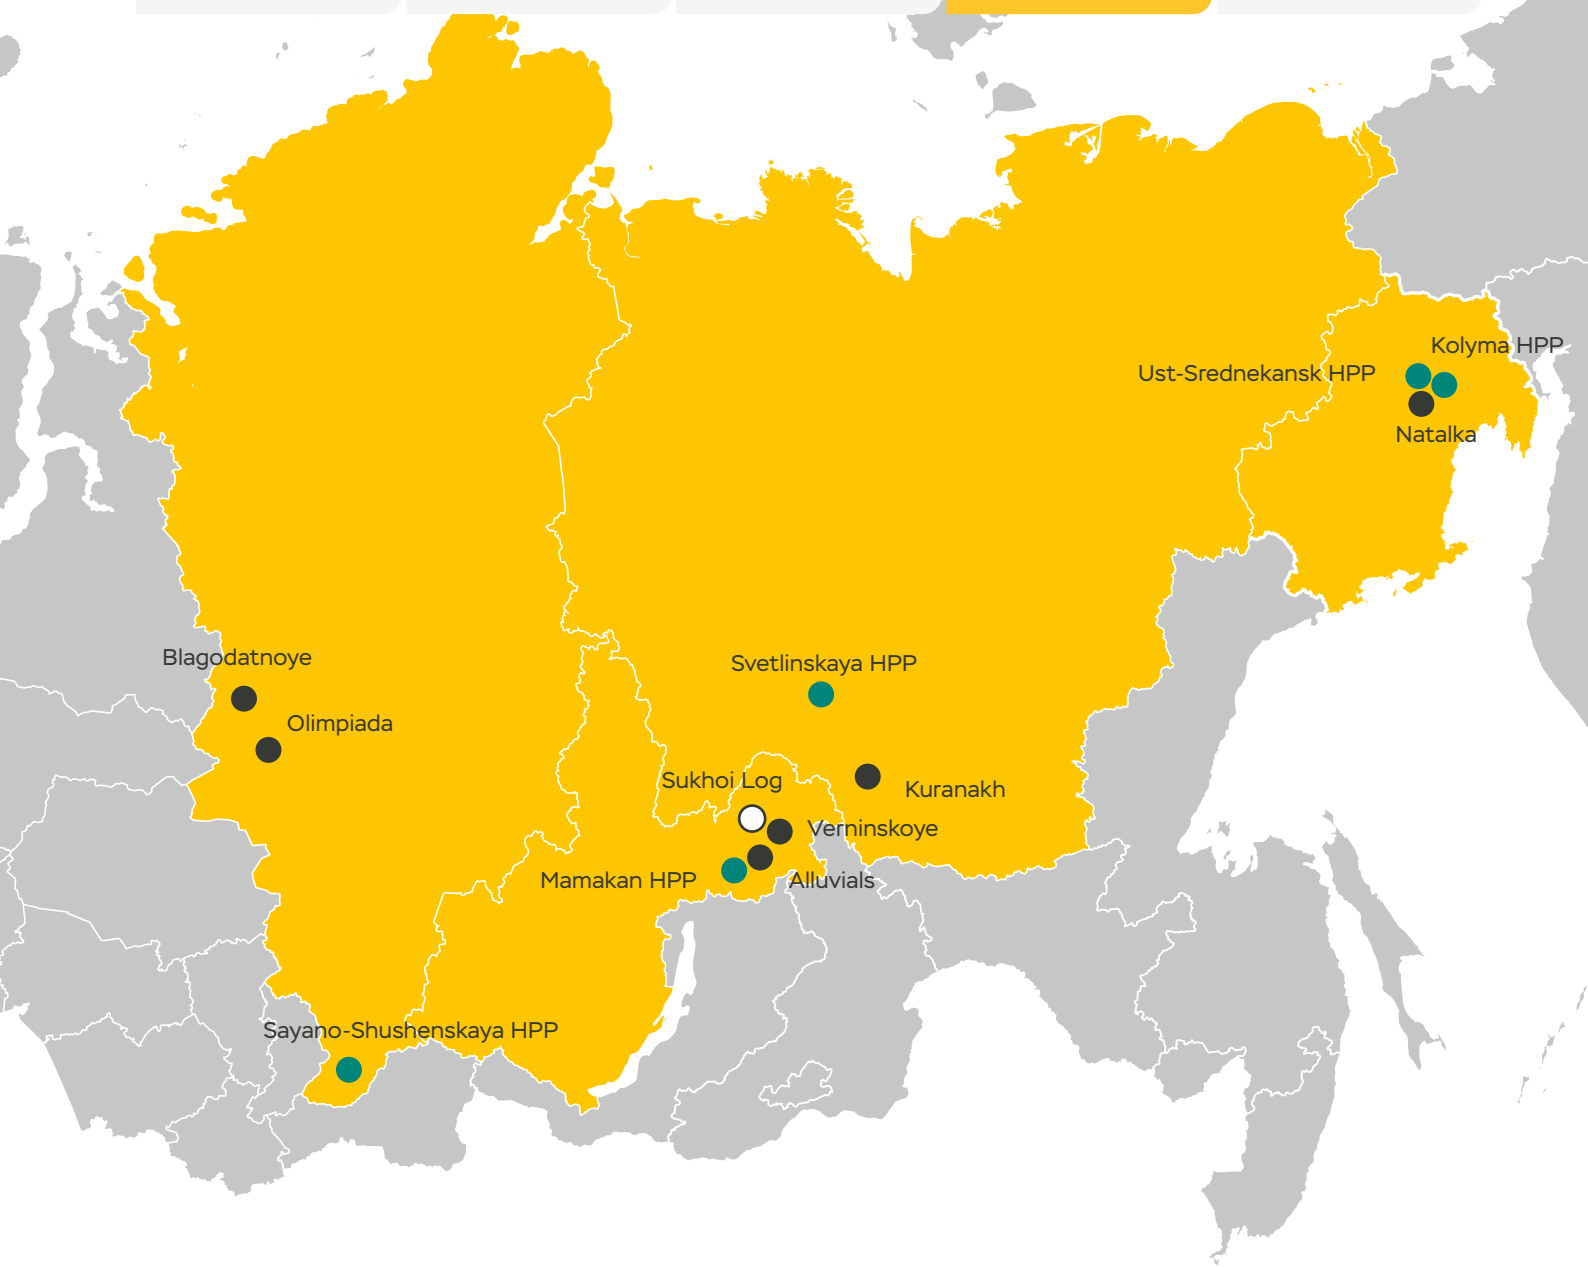 Kolyma HPP
Ust-Srednekansk HPP
Natalka
Blagodatnoye
Svetlinskaya HPP
Olimpiada
Sukhoi Log
Kuranakh
Verninskoye
Mamakan HPP
Alluvials
Sayano-Shushenskaya HPP